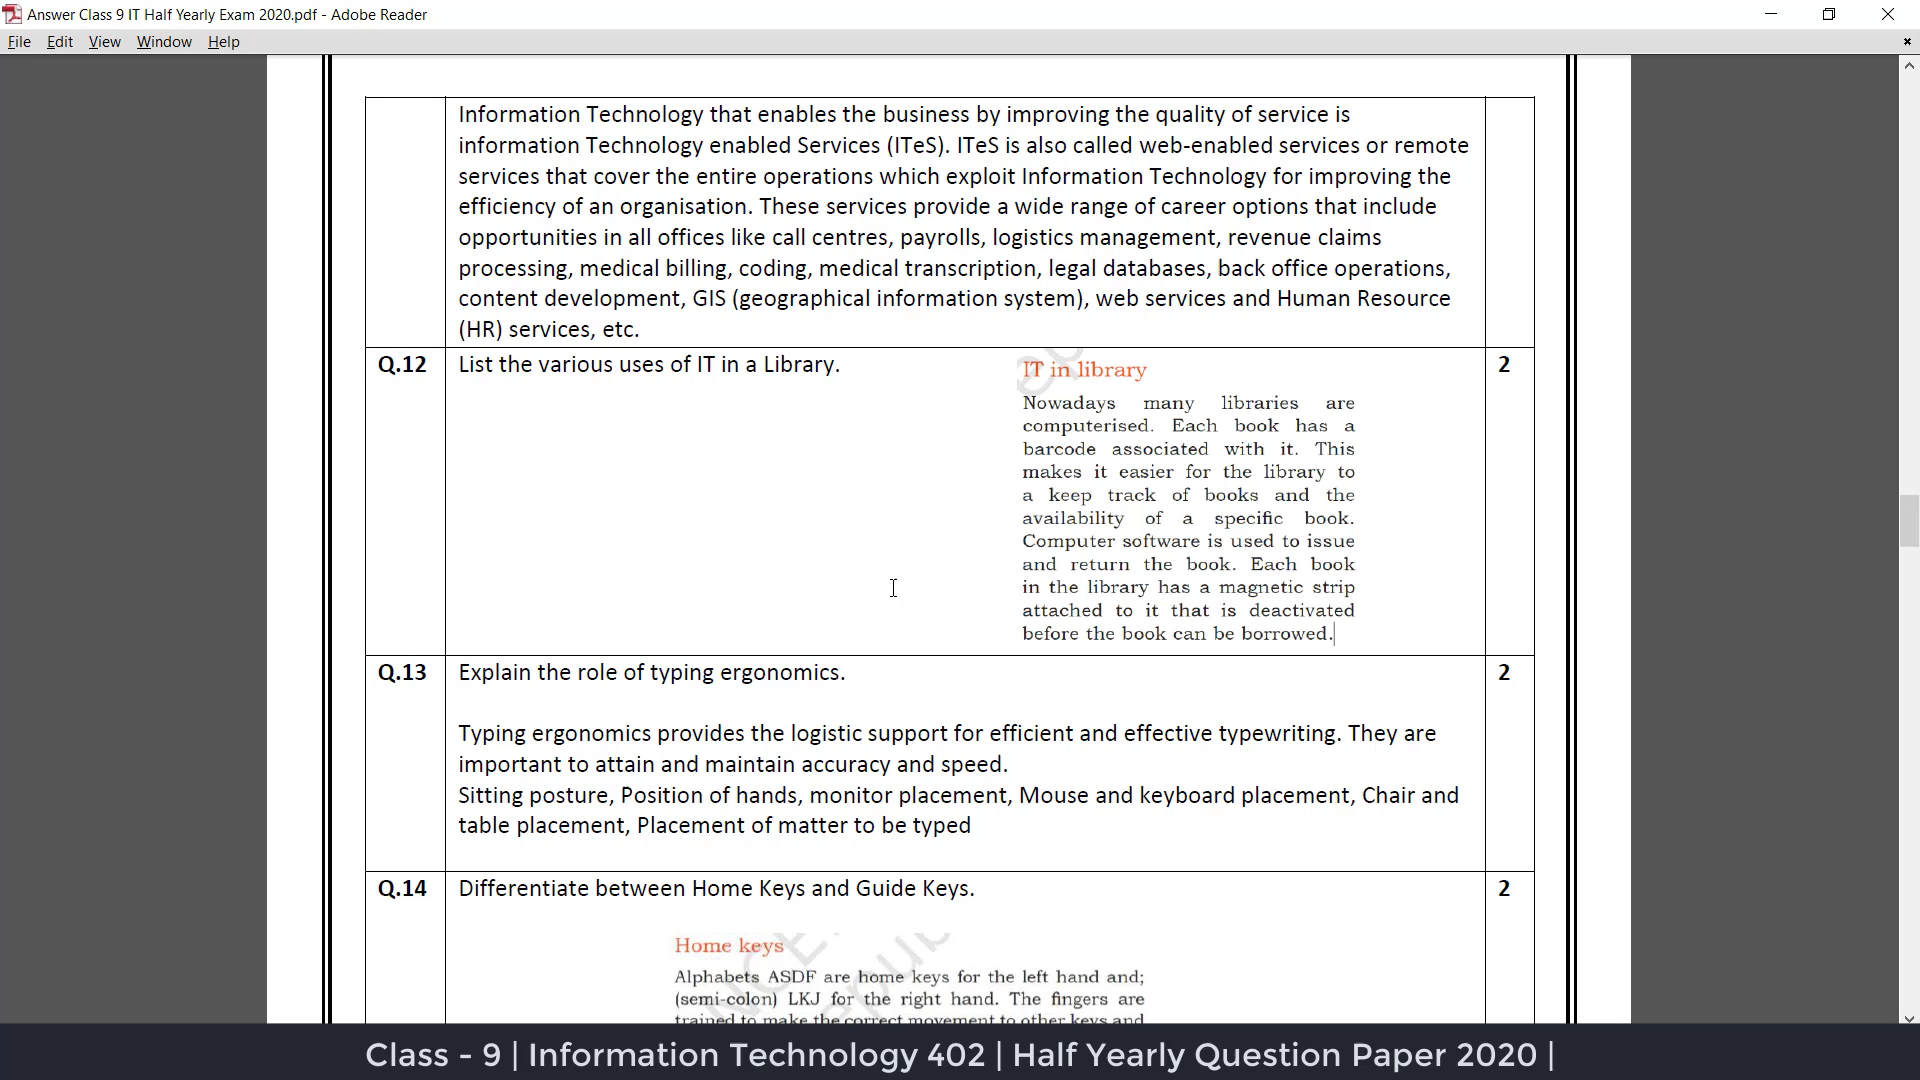 Answer Class 9 IT Half Yearly Exam 2020.pdf - Adobe Reader
File Edit View Window Help
Information Technology that enables the business by improving the quality of service is
information Technology enabled Services (ITeS). ITeS is also called web-enabled services or remote
services that cover the entire operations which exploit Information Technology for improving the
efficiency of an organisation. These services provide a wide range of career options that include
opportunities in all offices like call centres, payrolls, logistics management, revenue claims
processing, medical billing, coding, medical transcription, legal databases, back office operations,
content development, GIS (geographical information system), web services and Human Resource
(HR) services, etc.
Q.12 List the various uses of IT in a Library. 2
IT in library
Nowadays many libraries are
computerised. Each book has a
barcode associated with it. This
makes it easier for the library to
a keep track of books and the
availability of a specific book.
Computer software is used to issue
and return the book. Each book
in the library has a magnetic strip
attached to it that is deactivated
before the book can be borrowed.
Q.13 Explain the role of typing ergonomics. 2
Typing ergonomics provides the logistic support for efficient and effective typewriting. They are
important to attain and maintain accuracy and speed.
Sitting posture, Position of hands, monitor placement, Mouse and keyboard placement, Chair and
table placement, Placement of matter to be typed
Q.14 Differentiate between Home Keys and Guide Keys. 2
Home keys
Alphabets ASDF are home keys for the left hand and;
(semi-colon) LKJ for the right hand. The fingers are
trained to make the correct movement to other keys and
Class - 9 | Information Technology 402 | Half Yearly Question Paper 2020 |